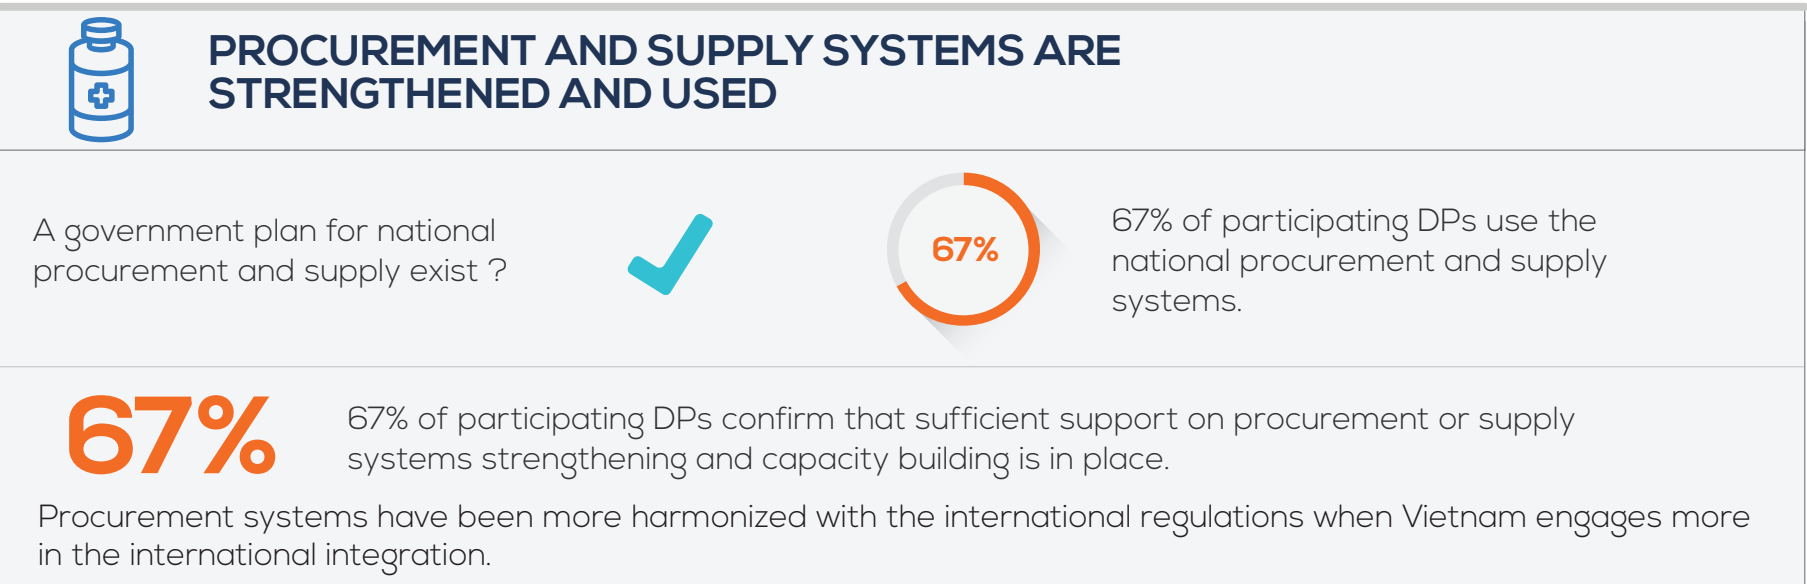 PROCUREMENT AND SUPPLY SYSTEMS ARE
STRENGTHENED AND USED
A government plan for national
procurement and supply exist ?
67%
67% of participating DPs use the
national procurement and supply
systems.
67%
67% of participating DPs confirm that sufficient support on procurement or supply
systems strengthening and capacity building is in place.
Procurement systems have been more harmonized with the international regulations when Vietnam engages more
in the international integration.